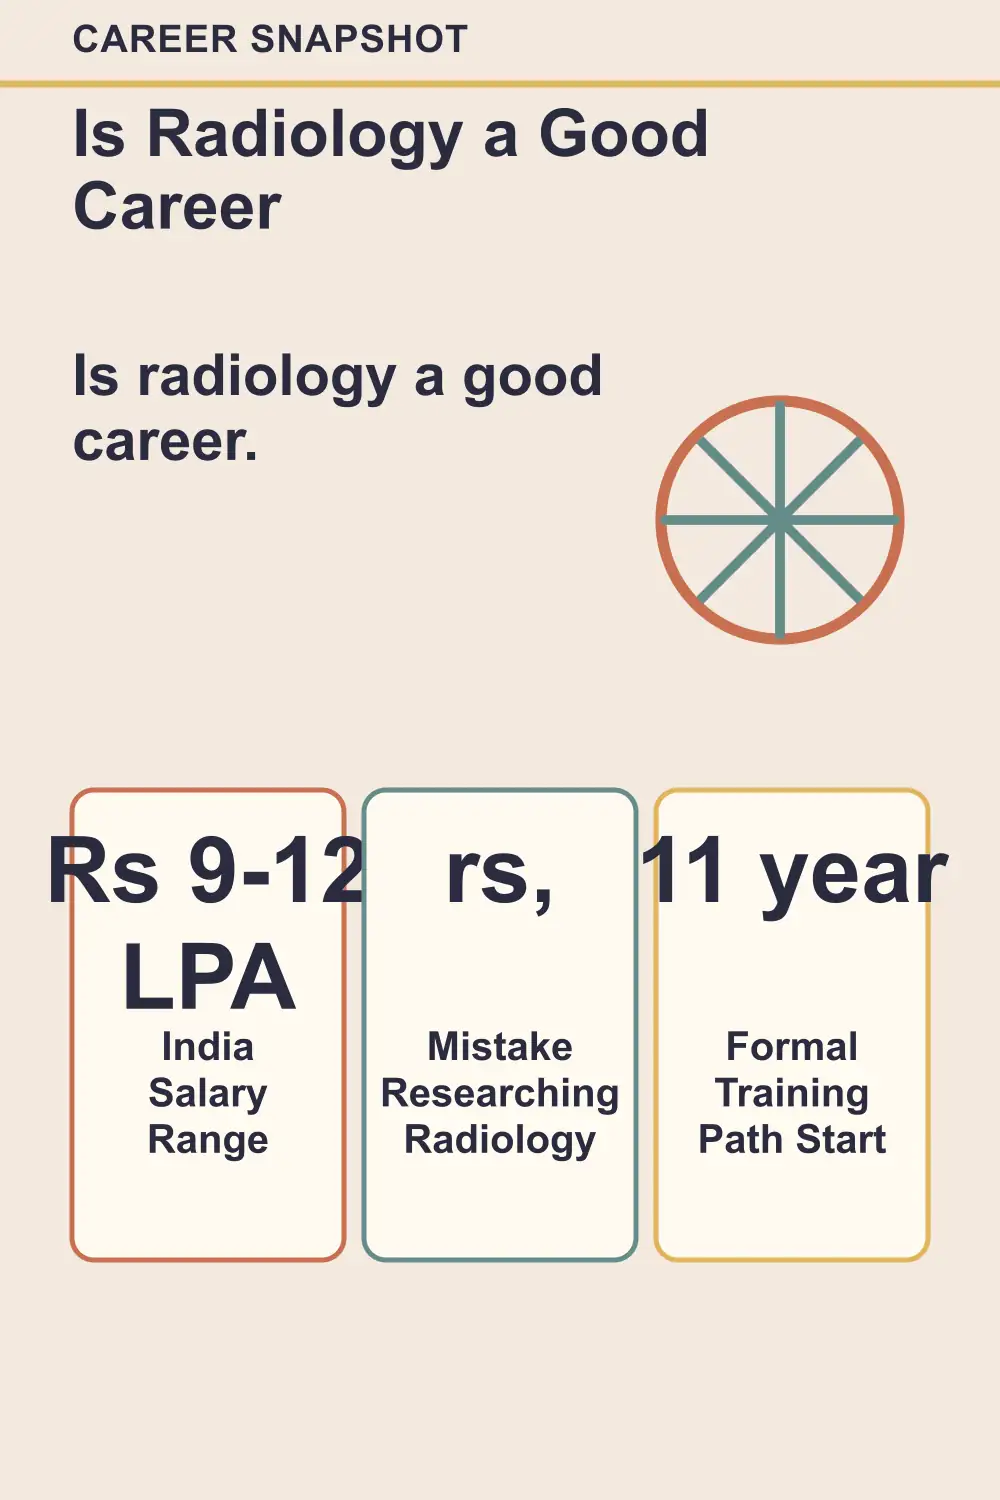 CAREER SNAPSHOT
Is Radiology a Good
Career
Is radiology a good
career.
Rs 9-12
LPA
India
Salary
Range
rs,
Mistake
Researching
Radiology
11 year
Formal
Training
Path Start